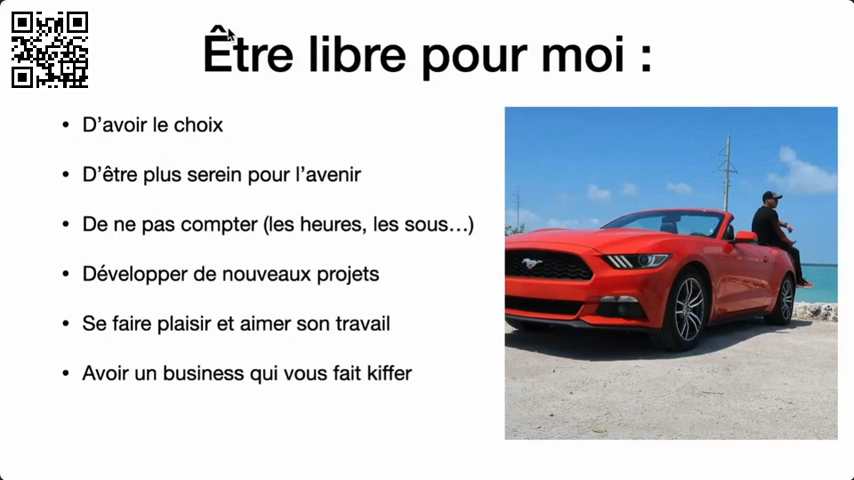 Être libre pour moi :
• D'avoir le choix
• D'être plus serein pour l'avenir
• De ne pas compter (les heures, les sous…)
• Développer de nouveaux projets
• Se faire plaisir et aimer son travail
• Avoir un business qui vous fait kiffer